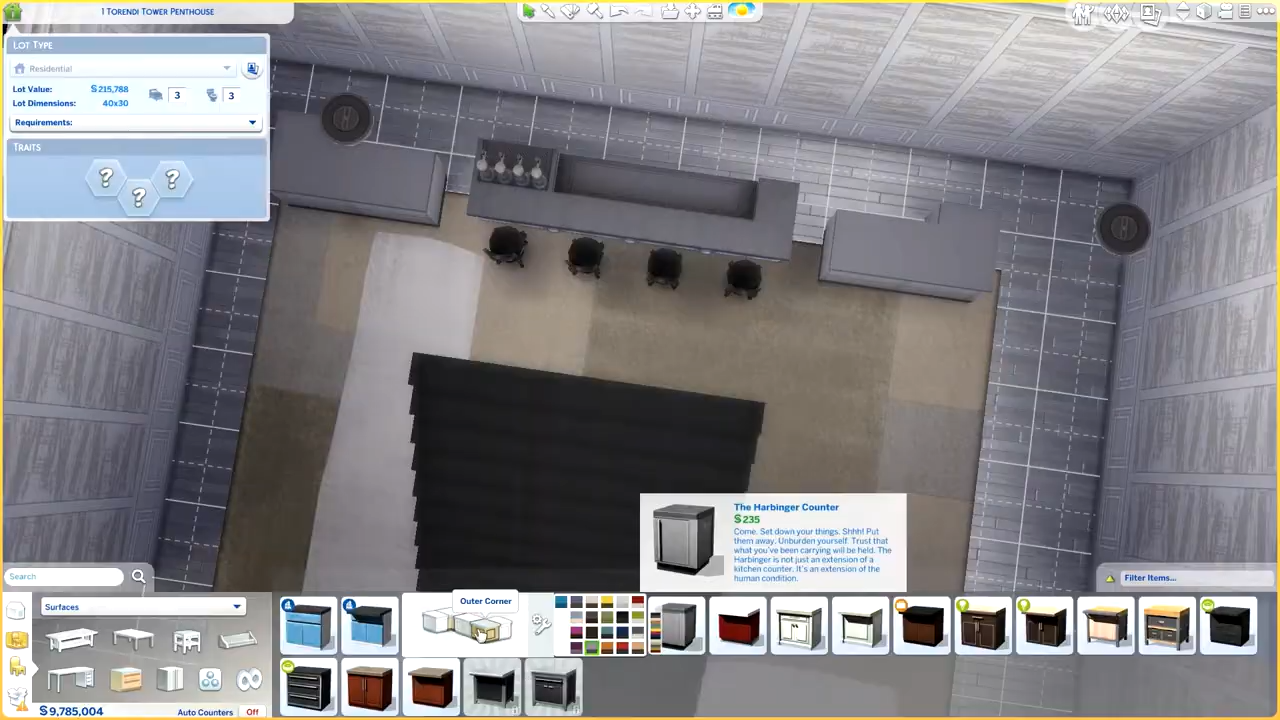 1 Torendi Tower Penthouse
Lot Type
Residential
Lot Value: §215,788
3
3
Lot Dimensions: 40x30
Requirements:
Traits
? ? ?
The Harbinger Counter
§235
Come. Set down your things. Shhh! Put
them away. Unburden yourself. Trust that
what you've been carrying will be held. The
Harbinger is not just an extension of a
kitchen counter. It's an extension of the
human condition.
Search
Filter Items...
Surfaces
Outer Corner
§9,785,004
Auto Counters Off